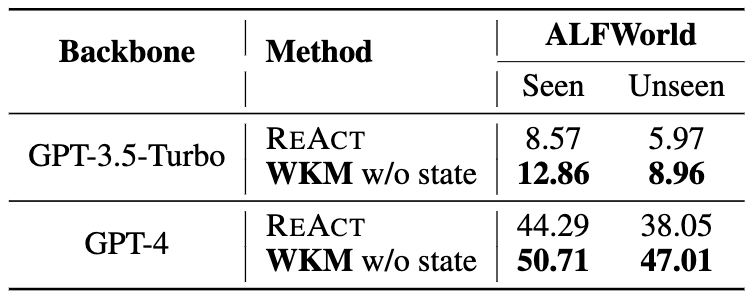 Backbone Method ALFWorld
Seen Unseen
GPT-3.5-Turbo REACT 8.57 5.97
WKM w/o state 12.86 8.96
GPT-4 REACT 44.29 38.05
WKM w/o state 50.71 47.01